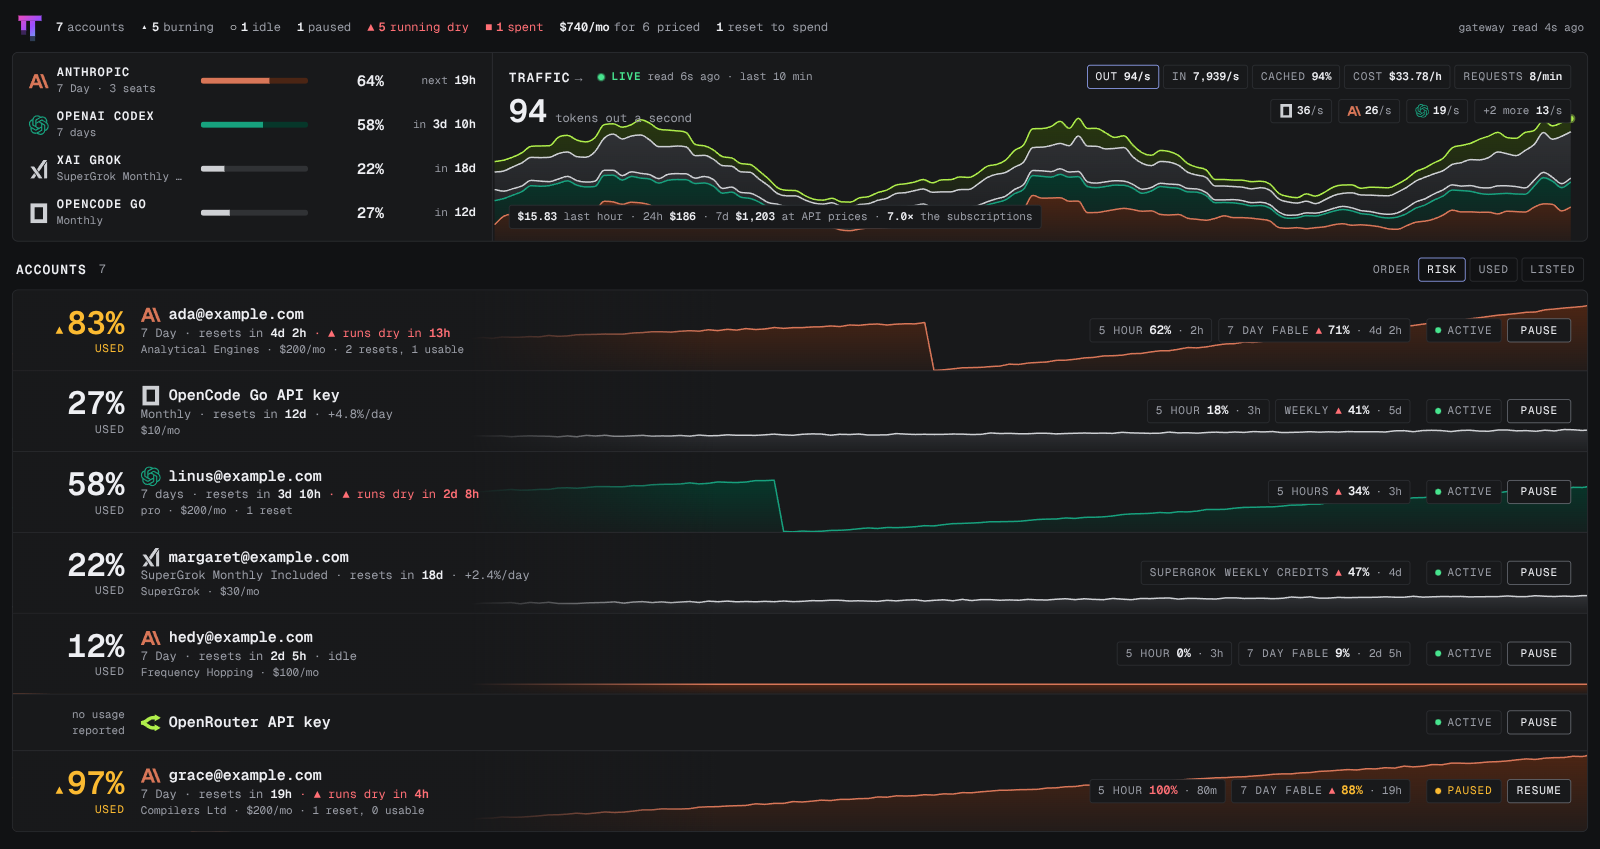 7 accounts ▲ 5 burning ○ 1 idle 1 paused ▲ 5 running dry ■ 1 spent $740/mo for 6 priced 1 reset to spend gateway read 4s ago
ANTHROPIC
7 Day · 3 seats
64% next 19h
OPENAI CODEX
7 days
58% in 3d 10h
XAI GROK
SuperGrok Monthly …
22% in 18d
OPENCODE GO
Monthly
27% in 12d
TRAFFIC → ● LIVE read 6s ago · last 10 min
OUT 94/s IN 7,939/s CACHED 94% COST $33.78/h REQUESTS 8/min
94 tokens out a second
36/s 26/s 19/s +2 more 13/s
$15.83 last hour · 24h $186 · 7d $1,203 at API prices · 7.0× the subscriptions
ACCOUNTS 7
ORDER RISK USED LISTED
▲83%
USED
ada@example.com
7 Day · resets in 4d 2h · ▲ runs dry in 13h
Analytical Engines · $200/mo · 2 resets, 1 usable
5 HOUR 62% · 2h 7 DAY FABLE ▲ 71% · 4d 2h ● ACTIVE PAUSE
27%
USED
OpenCode Go API key
Monthly · resets in 12d · +4.8%/day
$10/mo
5 HOUR 18% · 3h WEEKLY ▲ 41% · 5d ● ACTIVE PAUSE
58%
USED
linus@example.com
7 days · resets in 3d 10h · ▲ runs dry in 2d 8h
pro · $200/mo · 1 reset
5 HOURS ▲ 34% · 3h ● ACTIVE PAUSE
22%
USED
margaret@example.com
SuperGrok Monthly Included · resets in 18d · +2.4%/day
SuperGrok · $30/mo
SUPERGROK WEEKLY CREDITS ▲ 47% · 4d ● ACTIVE PAUSE
12%
USED
hedy@example.com
7 Day · resets in 2d 5h · idle
Frequency Hopping · $100/mo
5 HOUR 0% · 3h 7 DAY FABLE 9% · 2d 5h ● ACTIVE PAUSE
no usage
reported
OpenRouter API key
● ACTIVE PAUSE
▲97%
USED
grace@example.com
7 Day · resets in 19h · ▲ runs dry in 4h
Compilers Ltd · $200/mo · 1 reset, 0 usable
5 HOUR 100% · 80m 7 DAY FABLE ▲ 88% · 19h ● PAUSED RESUME